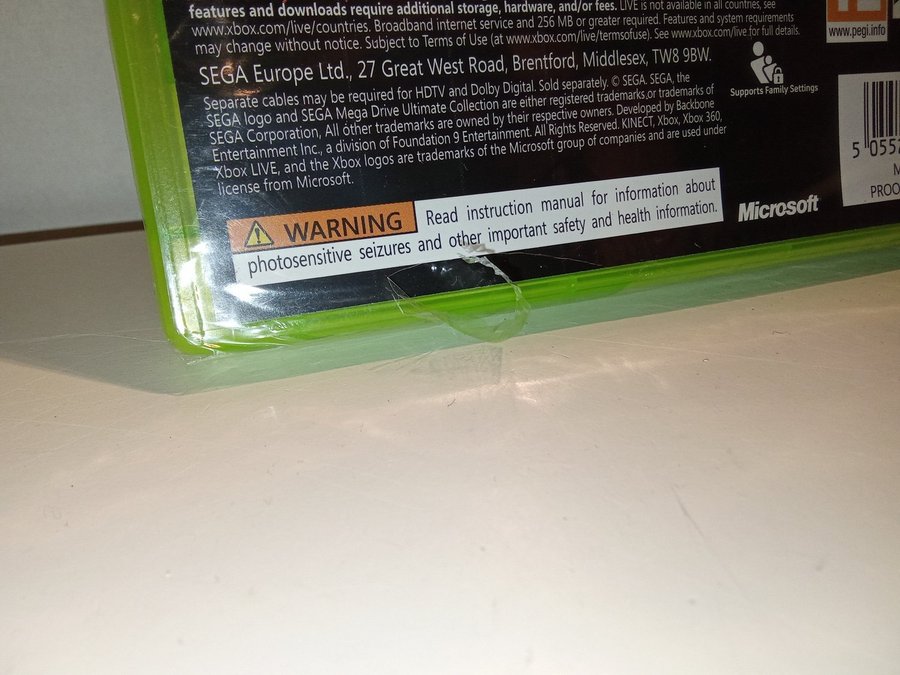 features and downloads require additional storage, hardware, and/or fees. LIVE is not available in all countries, see
www.xbox.com/live/countries. Broadband internet service and 256 MB or greater required. Features and system requirements
may change without notice. Subject to Terms of Use (at www.xbox.com/live/termsofuse). See www.xbox.com/live for full details.
www.pegi.info
SEGA Europe Ltd., 27 Great West Road, Brentford, Middlesex, TW8 9BW.
Supports Family Settings
Separate cables may be required for HDTV and Dolby Digital. Sold separately. © SEGA. SEGA, the
SEGA logo and SEGA Mega Drive Ultimate Collection are either registered trademarks or trademarks of
SEGA Corporation, All other trademarks are owned by their respective owners. Developed by Backbone
Entertainment Inc., a division of Foundation 9 Entertainment. All Rights Reserved. KINECT, Xbox, Xbox 360,
Xbox LIVE, and the Xbox logos are trademarks of the Microsoft group of companies and are used under
license from Microsoft.
WARNING Read instruction manual for information about
photosensitive seizures and other important safety and health information.
Microsoft
5 055
PROO